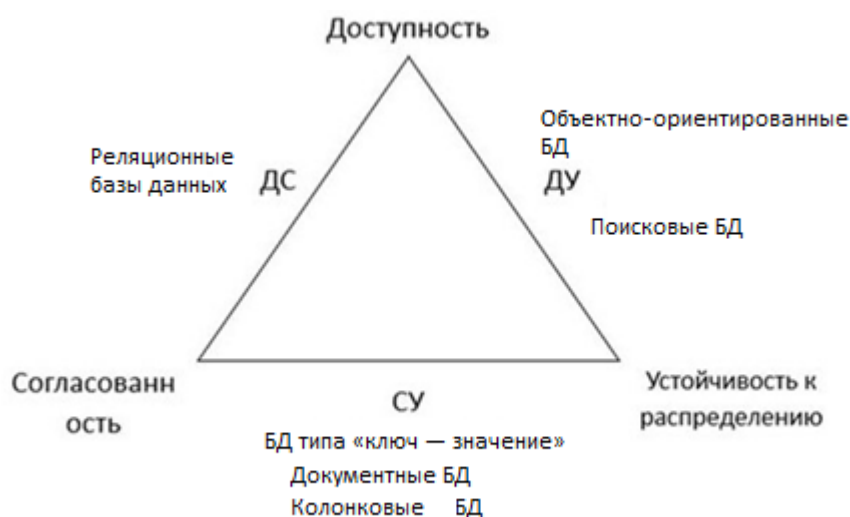 Доступность
Объектно-ориентированные
БД
Реляционные
базы данных
ДС
ДУ
Поисковые БД
Согласованн
ость
Устойчивость к
распределению
СУ
БД типа «ключ — значение»
Документные БД
Колонковые БД